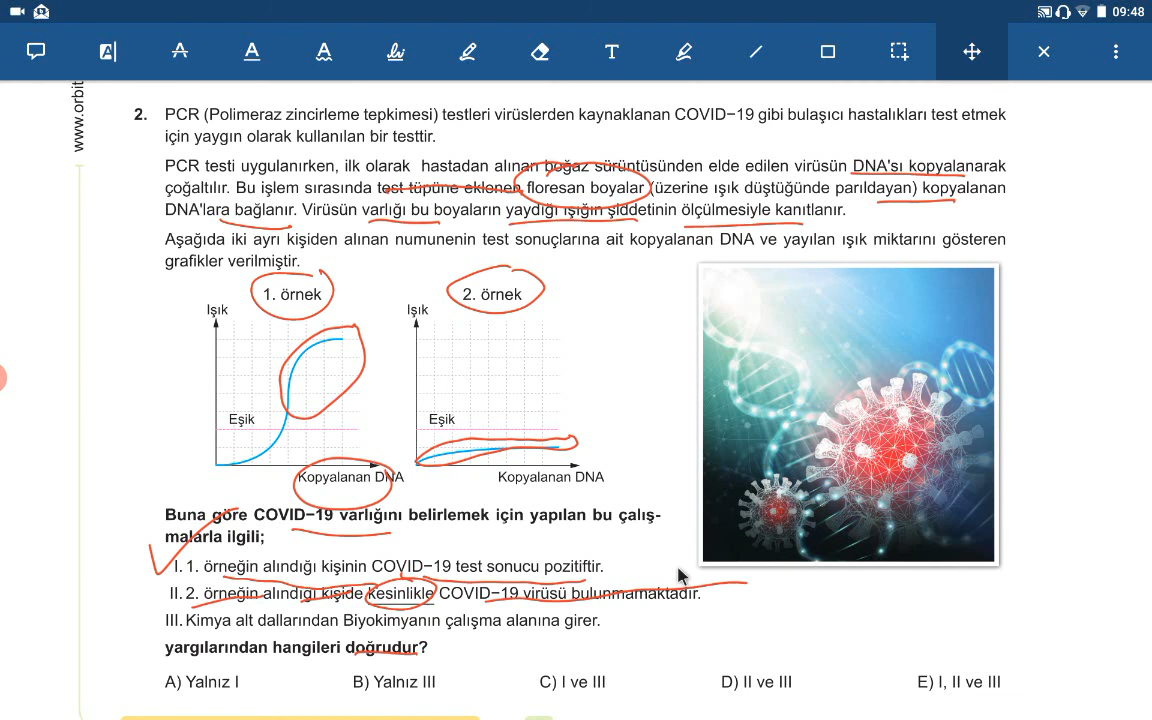 09:48
www.orbit
2. PCR (Polimeraz zincirleme tepkimesi) testleri virüslerden kaynaklanan COVID−19 gibi bulaşıcı hastalıkları test etmek
için yaygın olarak kullanılan bir testtir.
PCR testi uygulanırken, ilk olarak hastadan alınan boğaz sürüntüsünden elde edilen virüsün DNA'sı kopyalanarak
çoğaltılır. Bu işlem sırasında test tüpüne eklenen floresan boyalar (üzerine ışık düştüğünde parıldayan) kopyalanan
DNA'lara bağlanır. Virüsün varlığı bu boyaların yaydığı ışığın şiddetinin ölçülmesiyle kanıtlanır.
Aşağıda iki ayrı kişiden alınan numunenin test sonuçlarına ait kopyalanan DNA ve yayılan ışık miktarını gösteren
grafikler verilmiştir.
1. örnek
Işık
Eşik
Kopyalanan DNA
2. örnek
Işık
Eşik
Kopyalanan DNA
Buna göre COVID−19 varlığını belirlemek için yapılan bu çalış-
malarla ilgili;
I. 1. örneğin alındığı kişinin COVID−19 test sonucu pozitiftir.
II. 2. örneğin alındığı kişide kesinlikle COVID−19 virüsü bulunmamaktadır.
III. Kimya alt dallarından Biyokimyanın çalışma alanına girer.
yargılarından hangileri doğrudur?
A) Yalnız I B) Yalnız III C) I ve III D) II ve III E) I, II ve III